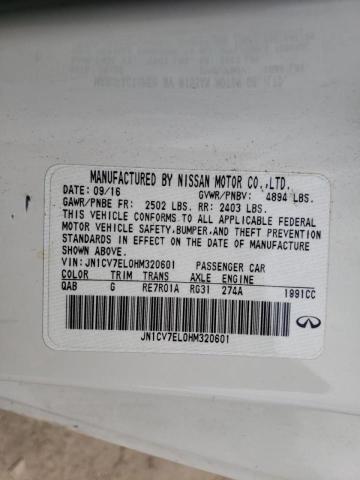 MANUFACTURED BY NISSAN MOTOR CO.,LTD.
DATE: 09/16 GVWR/PNBV: 4894 LBS.
GAWR/PNBE FR: 2502 LBS. RR: 2403 LBS.
THIS VEHICLE CONFORMS TO ALL APPLICABLE FEDERAL
MOTOR VEHICLE SAFETY,BUMPER,AND THEFT PREVENTION
STANDARDS IN EFFECT ON THE DATE OF MANUFACTURE
SHOWN ABOVE.
VIN: JN1CV7EL0HM320601 PASSENGER CAR
COLOR TRIM TRANS AXLE ENGINE
QAB G RE7R01A RG31 274A 1991CC
JN1CV7EL0HM320601